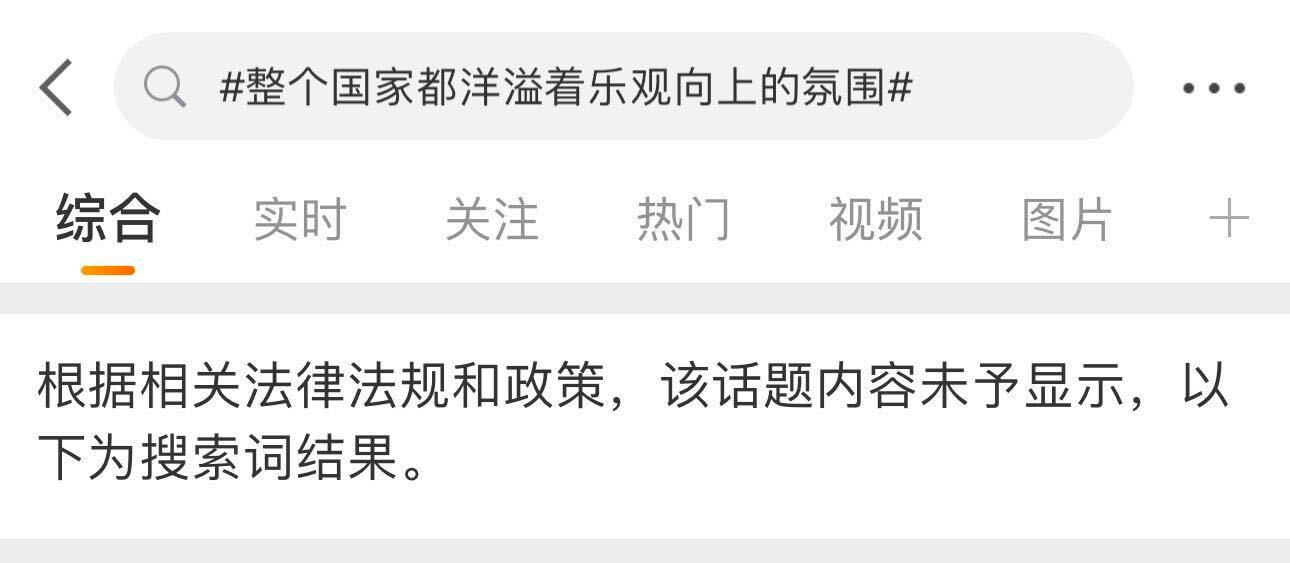 #整个国家都洋溢着乐观向上的氛围#
综合 实时 关注 热门 视频 图片
根据相关法律法规和政策，该话题内容未予显示，以
下为搜索词结果。